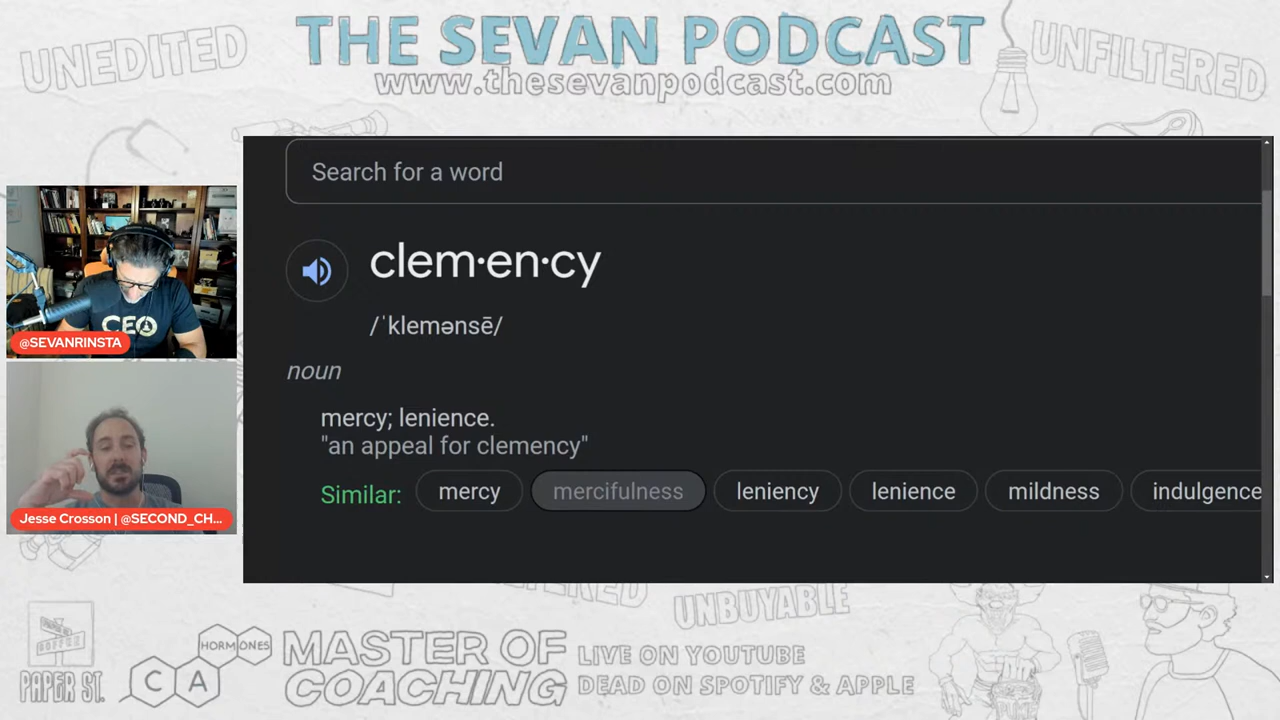 UNEDITED
THE SEVAN PODCAST
www.thesevanpodcast.com
UNFILTERED
Search for a word
clem·en·cy
/ˈklemənsē/
noun
mercy; lenience.
"an appeal for clemency"
Similar: mercy mercifulness leniency lenience mildness indulgence
CEO
@SEVANRINSTA
Jesse Crosson | @SECOND_CH...
UNBUYABLE
COFFEE
PAPER ST.
HORMONES
C A
MASTER OF
COACHING
LIVE ON YOUTUBE
DEAD ON SPOTIFY & APPLE